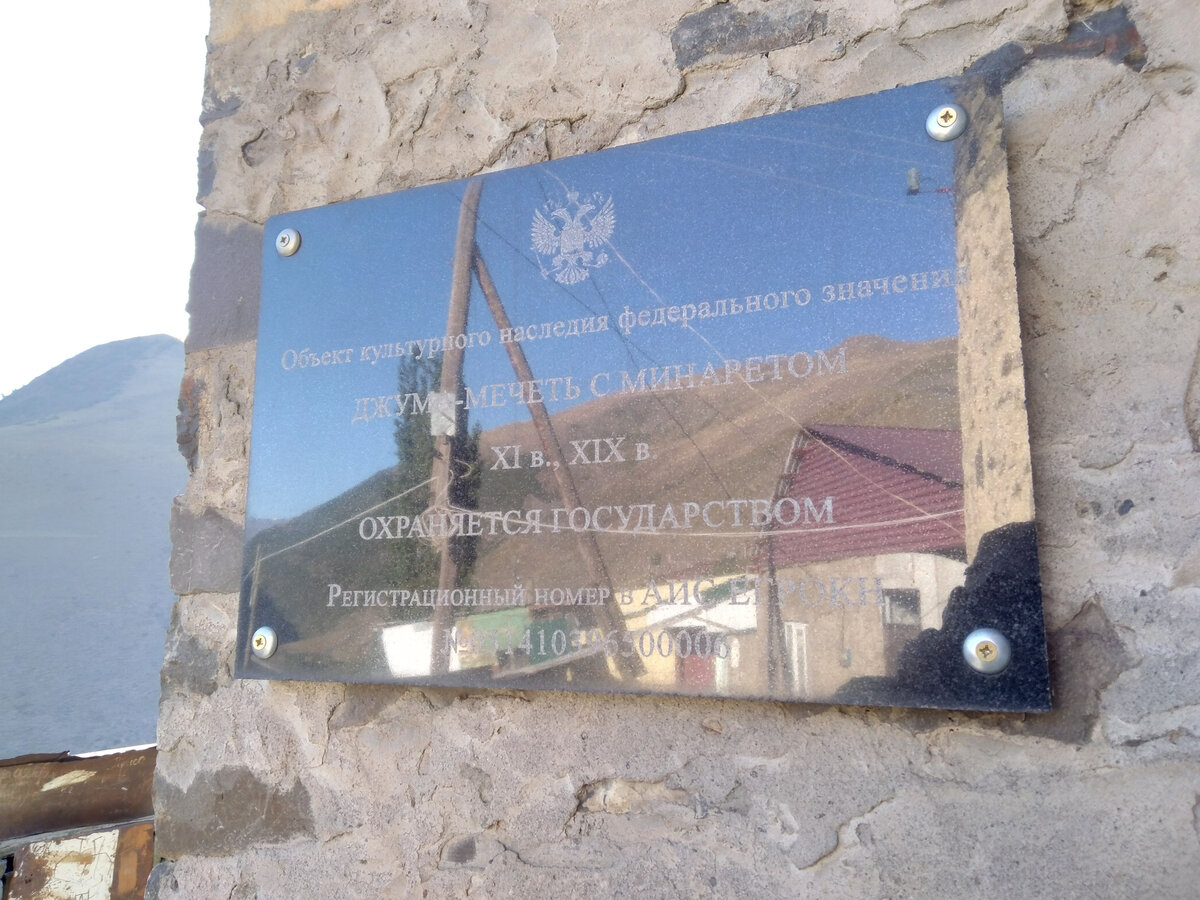 Объект культурного наследия федерального значения
ДЖУМА-МЕЧЕТЬ С МИНАРЕТОМ
XI в., XIX в.
ОХРАНЯЕТСЯ ГОСУДАРСТВОМ
Регистрационный номер в АИС ЕГРОКН